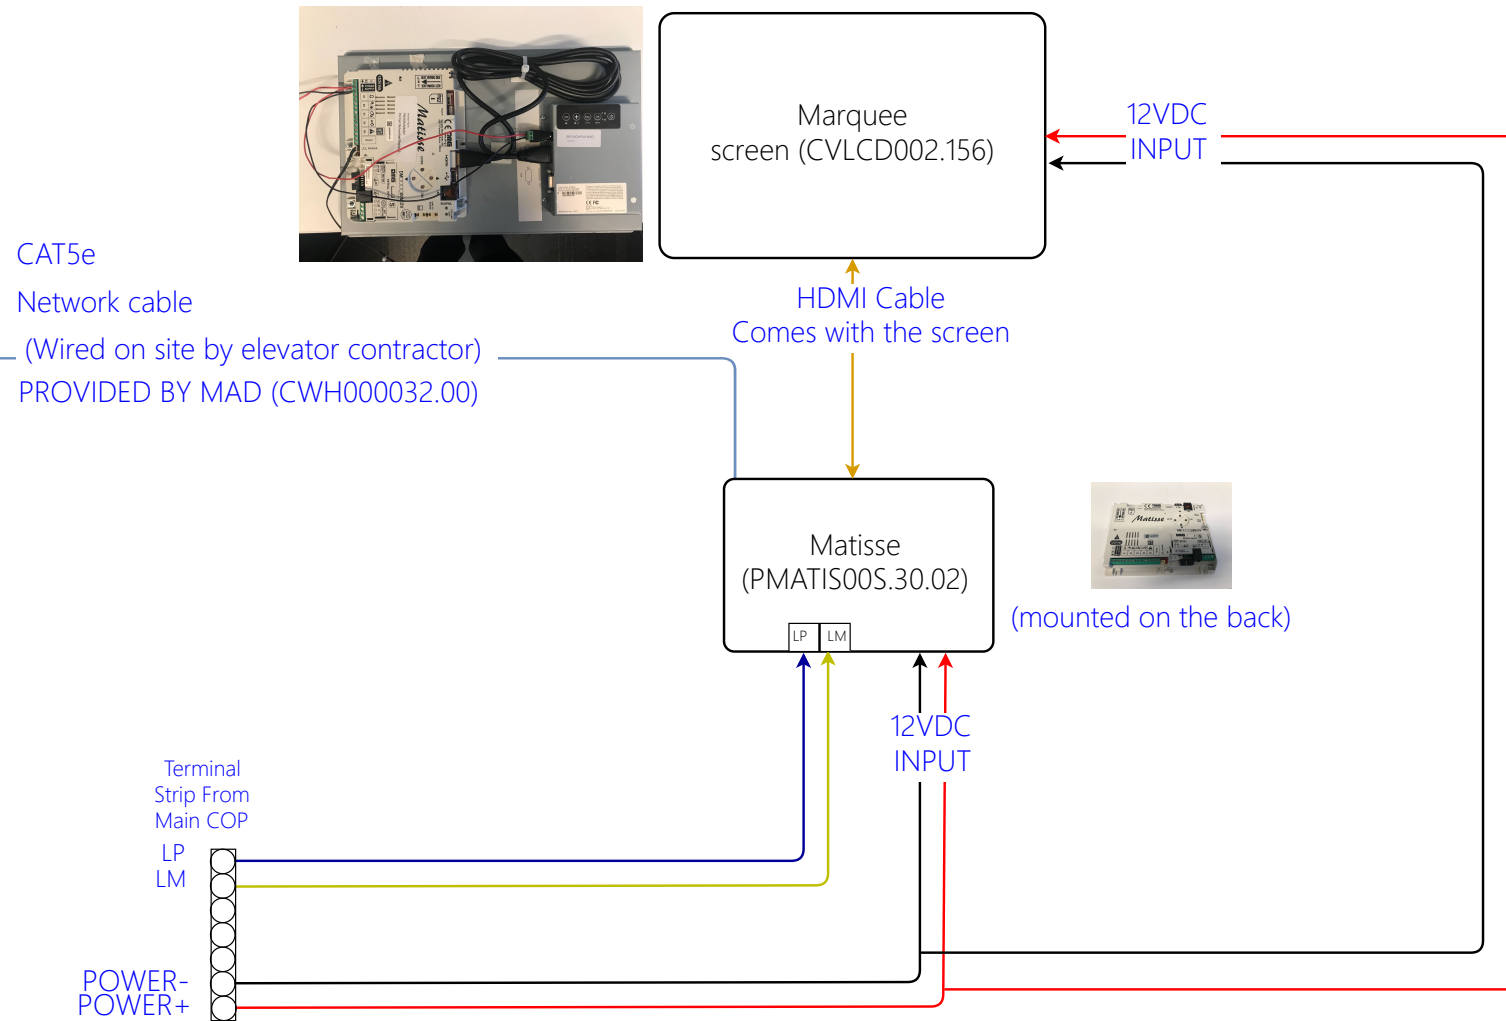 Marquee
screen (CVLCD002.156)
12VDC
INPUT
CAT5e
Network cable
(Wired on site by elevator contractor)
PROVIDED BY MAD (CWH000032.00)
HDMI Cable
Comes with the screen
Matisse
(PMATIS00S.30.02)
LP
LM
Matisse
Matisse
(mounted on the back)
12VDC
INPUT
Terminal
Strip From
Main COP
LP
LM
POWER-
POWER+